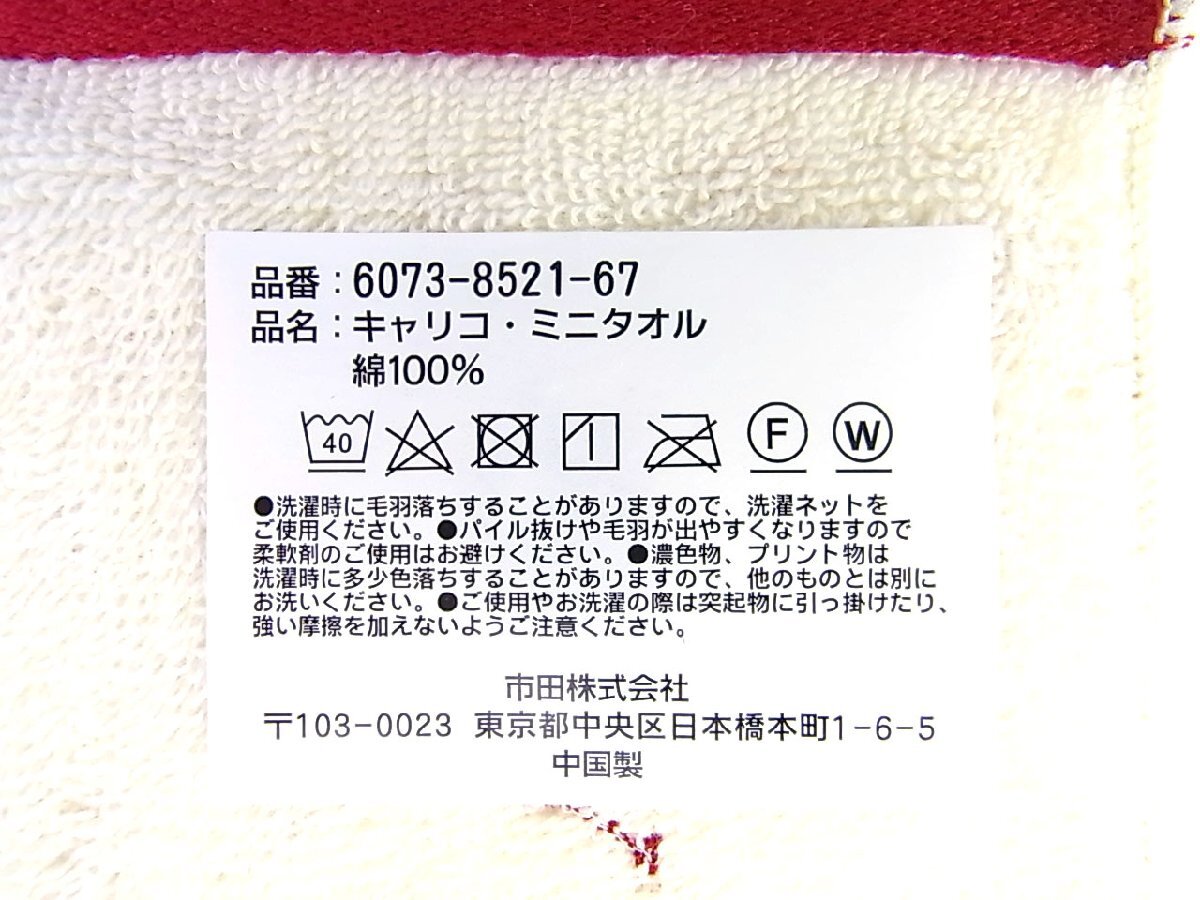 品番：6073-8521-67
品名：キャリコ・ミニタオル
綿100%
40 F W
●洗濯時に毛羽落ちすることがありますので、洗濯ネットを
ご使用ください。●パイル抜けや毛羽が出やすくなりますので
柔軟剤のご使用はお避けください。●濃色物、プリント物は
洗濯時に多少色落ちすることがありますので、他のものとは別に
お洗いください。●ご使用やお洗濯の際は突起物に引っ掛けたり、
強い摩擦を加えないようご注意ください。
市田株式会社
〒103-0023 東京都中央区日本橋本町1-6-5
中国製